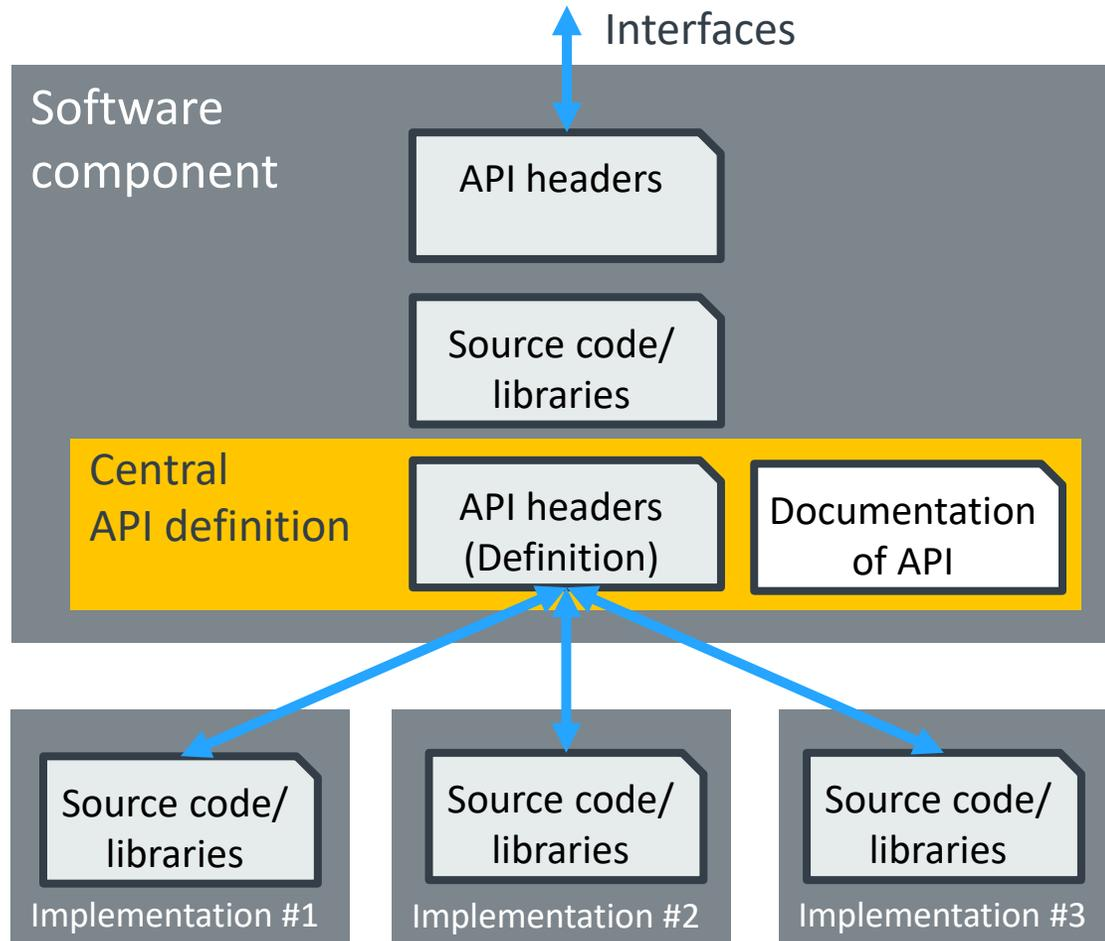 Interfaces
Software
component
API headers
Source code/
libraries
Central
API definition
API headers
(Definition)
Documentation
of API
Source code/
libraries
Implementation #1
Source code/
libraries
Implementation #2
Source code/
libraries
Implementation #3